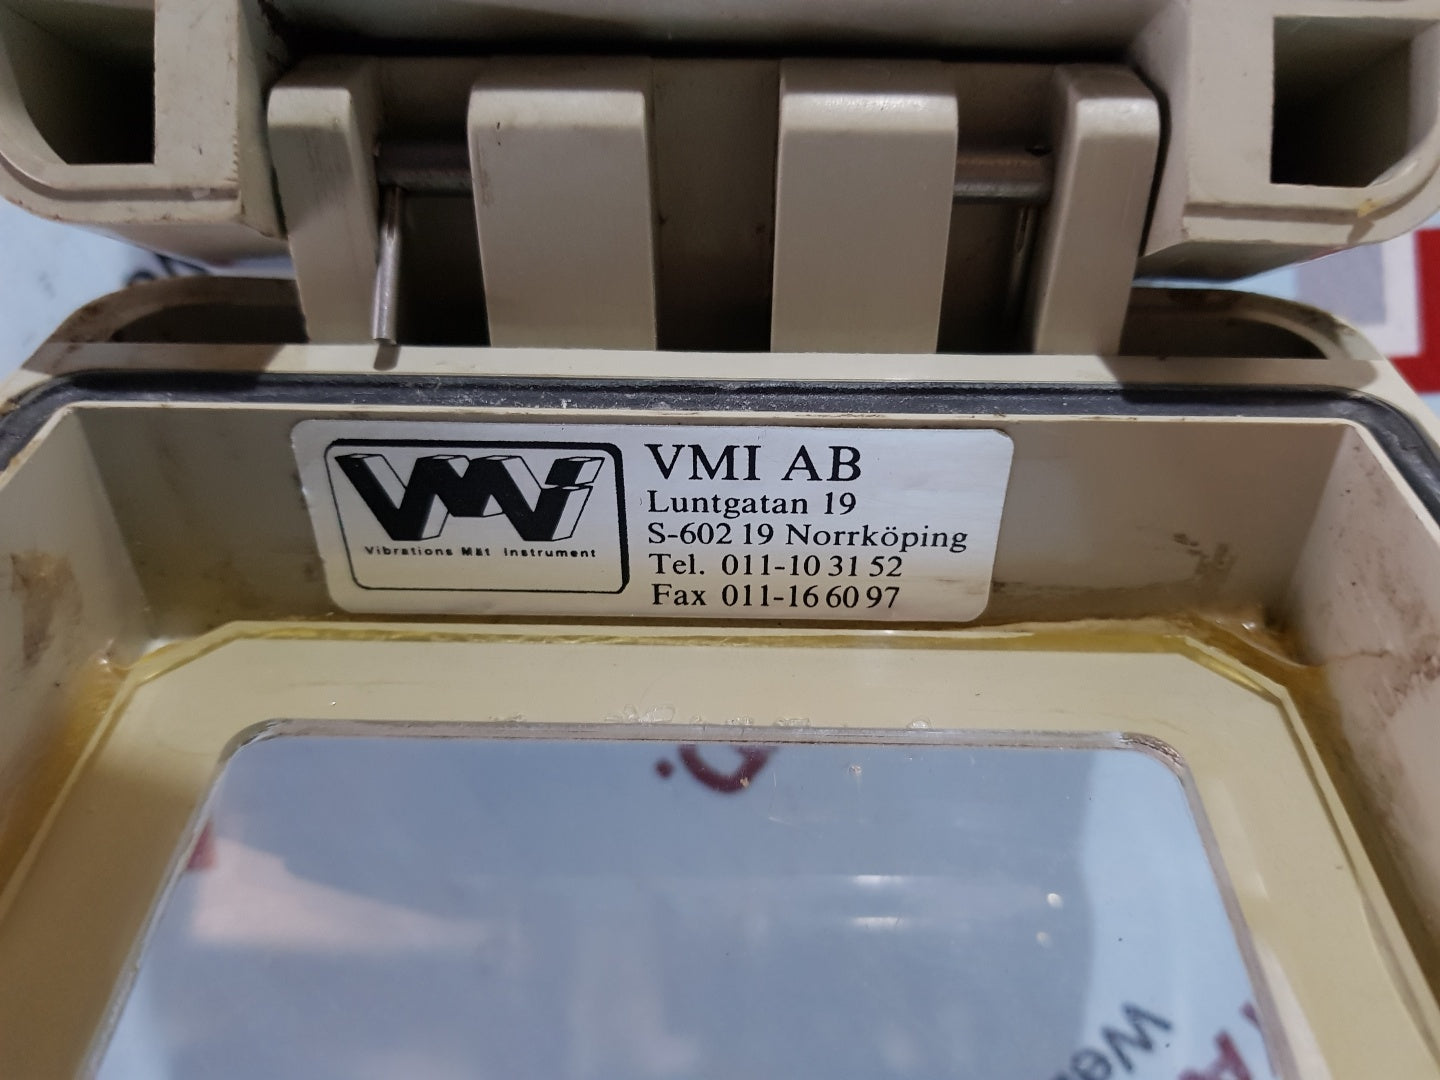 VMi
Vibrations Mät Instrument
VMI AB
Luntgatan 19
S-602 19 Norrköping
Tel. 011-10 31 52
Fax 011-16 60 97